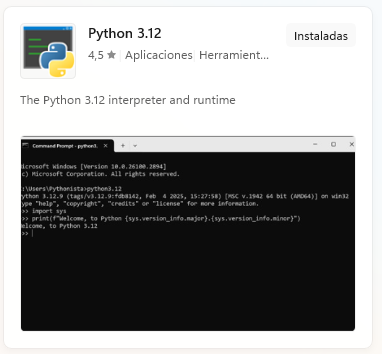 Python 3.12
Instaladas
4,5 ★ Aplicaciones Herramient...
The Python 3.12 interpreter and runtime
Command Prompt - python3.
icrosoft Windows [Version 10.0.26100.2894]
c) Microsoft Corporation. All rights reserved.
:\Users\Pythonista>python3.12
ython 3.12.9 (tags/v3.12.9:fdb8142, Feb 4 2025, 15:27:58) [MSC v.1942 64 bit (AMD64)] on win32
ype "help", "copyright", "credits" or "license" for more information.
>> import sys
>> print(f"Welcome, to Python {sys.version_info.major}.{sys.version_info.minor}")
elcome, to Python 3.12
>>